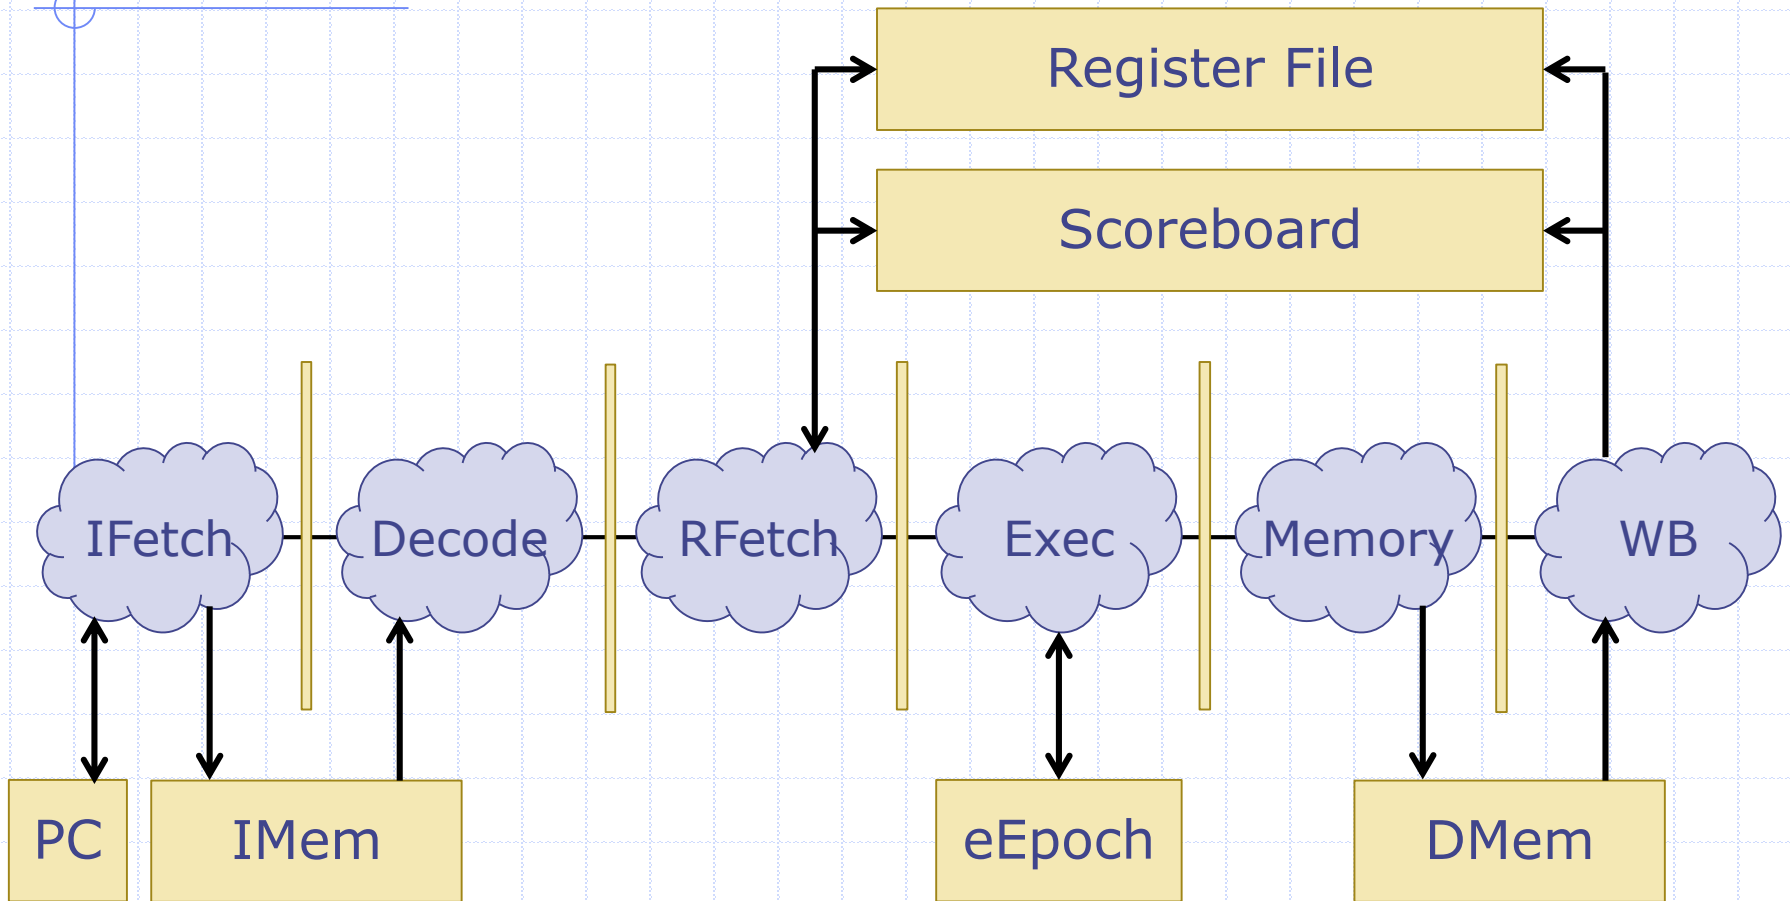 Register File
Scoreboard
IFetch
Decode
RFetch
Exec
Memory
WB
PC
IMem
eEpoch
DMem